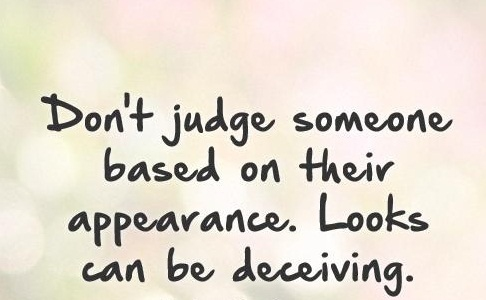 Don't judge someone
based on their
appearance. Looks
can be deceiving.